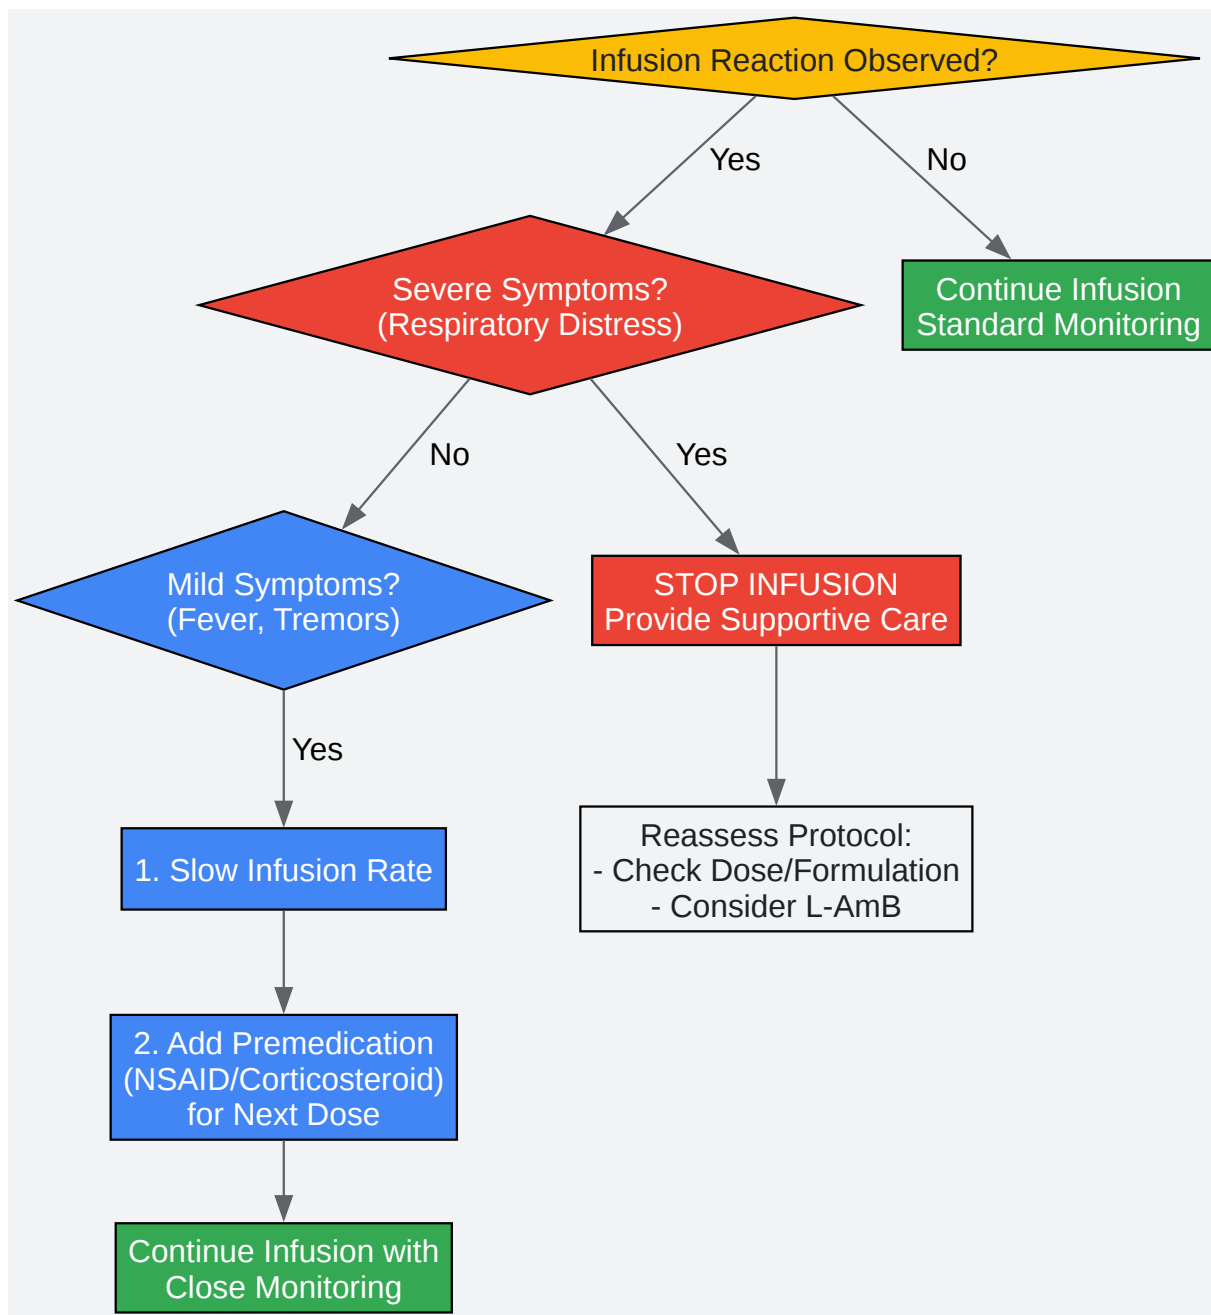 Infusion Reaction Observed?
Yes
No
Severe Symptoms?
(Respiratory Distress)
Continue Infusion
Standard Monitoring
No
Yes
Mild Symptoms?
(Fever, Tremors)
STOP INFUSION
Provide Supportive Care
Yes
1. Slow Infusion Rate
Reassess Protocol:
- Check Dose/Formulation
- Consider L-AmB
2. Add Premedication
(NSAID/Corticosteroid)
for Next Dose
Continue Infusion with
Close Monitoring